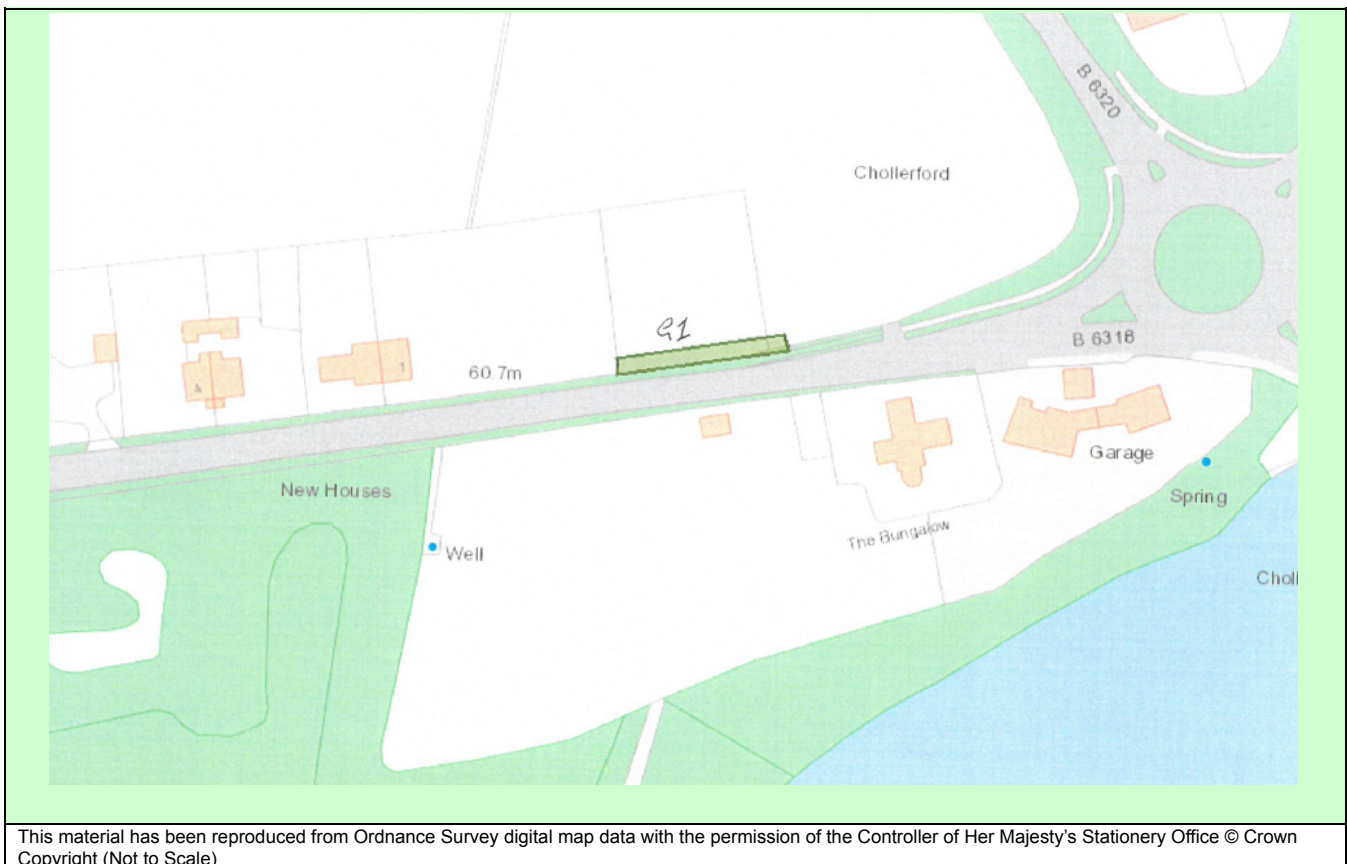 B 6320
Chollerford
G1
B 6318
60.7m
4
1
Garage
New Houses
Spring
The Bungalow
Well
Chol
This material has been reproduced from Ordnance Survey digital map data with the permission of the Controller of Her Majesty's Stationery Office © Crown
Copyright (Not to Scale)